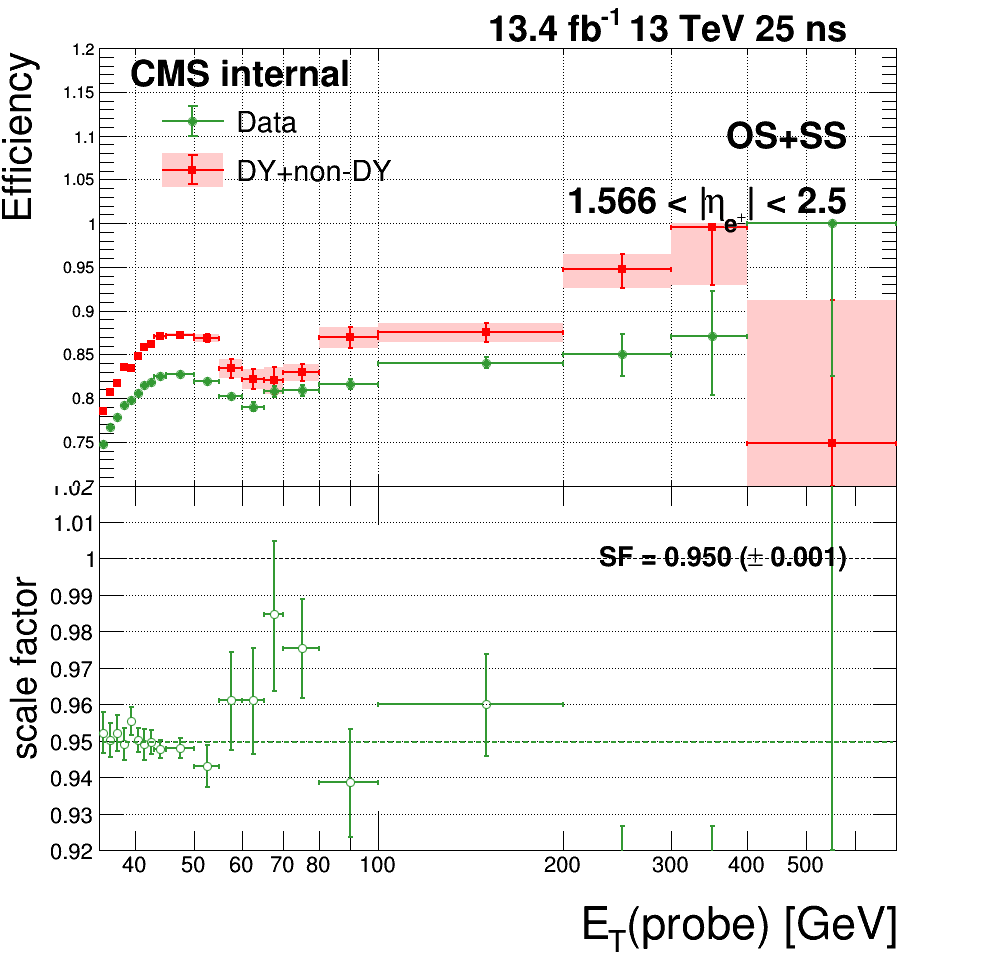 13.4 fb⁻¹ 13 TeV 25 ns
Efficiency
1.2
1.15
1.1
1.05
1
0.95
0.9
0.85
0.8
0.75
CMS internal
Data
DY+non-DY
OS+SS
1.566 < |η_e±| < 2.5
scale factor
1.02
1.01
1
0.99
0.98
0.97
0.96
0.95
0.94
0.93
0.92
SF = 0.950 (± 0.001)
40 50 60 70 80 100 200 300 400 500
E_T(probe) [GeV]